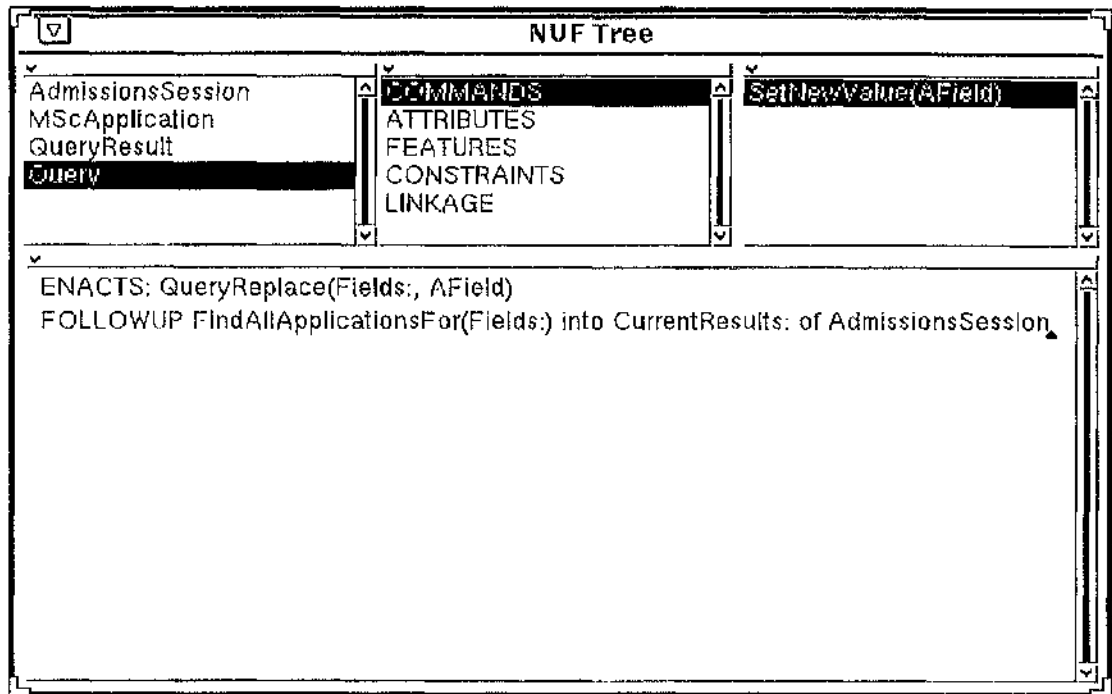 NUF Tree
AdmissionsSession
MScApplication
QueryResult
Query
COMMANDS
ATTRIBUTES
FEATURES
CONSTRAINTS
LINKAGE
SetNewValue(AField)
ENACTS: QueryReplace(Fields:, AField)
FOLLOWUP FindAllApplicationsFor(Fields:) into CurrentResults: of AdmissionsSession